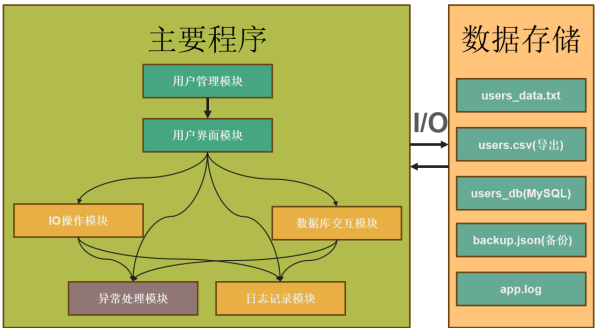 主要程序
用户管理模块
用户界面模块
IO操作模块
数据库交互模块
异常处理模块
日志记录模块
I/O
数据存储
users_data.txt
users.csv(导出)
users_db(MySQL)
backup.json(备份)
app.log